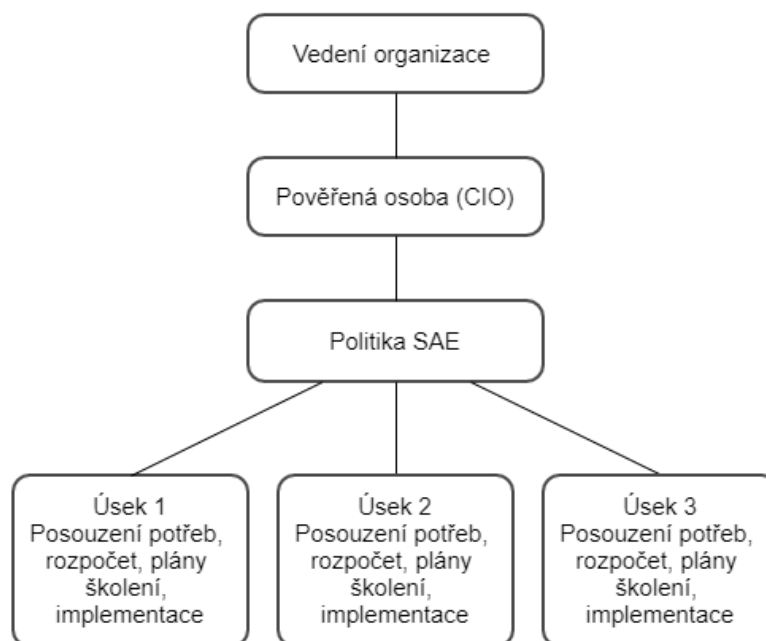 Vedení organizace
Pověřená osoba (CIO)
Politika SAE
Úsek 1
Posouzení potřeb,
rozpočet, plány
školení,
implementace
Úsek 2
Posouzení potřeb,
rozpočet, plány
školení,
implementace
Úsek 3
Posouzení potřeb,
rozpočet, plány
školení,
implementace